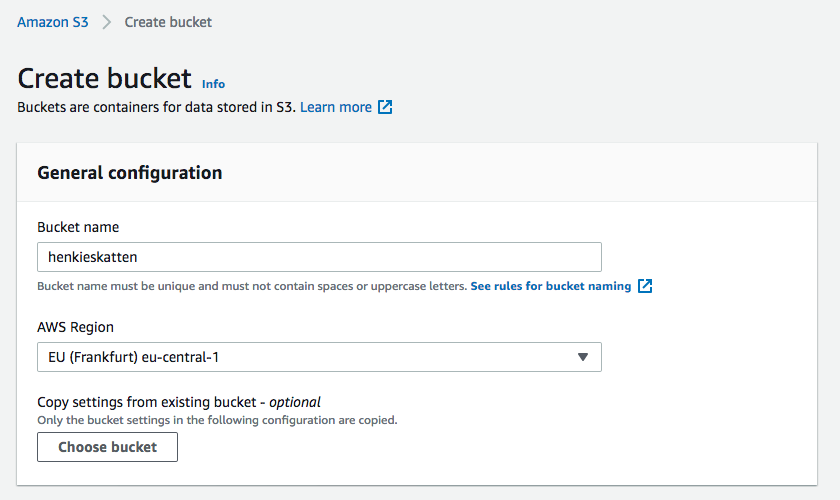 Amazon S3 > Create bucket
Create bucket Info
Buckets are containers for data stored in S3. Learn more
General configuration
Bucket name
henkieskatten
Bucket name must be unique and must not contain spaces or uppercase letters. See rules for bucket naming
AWS Region
EU (Frankfurt) eu-central-1
Copy settings from existing bucket - optional
Only the bucket settings in the following configuration are copied.
Choose bucket